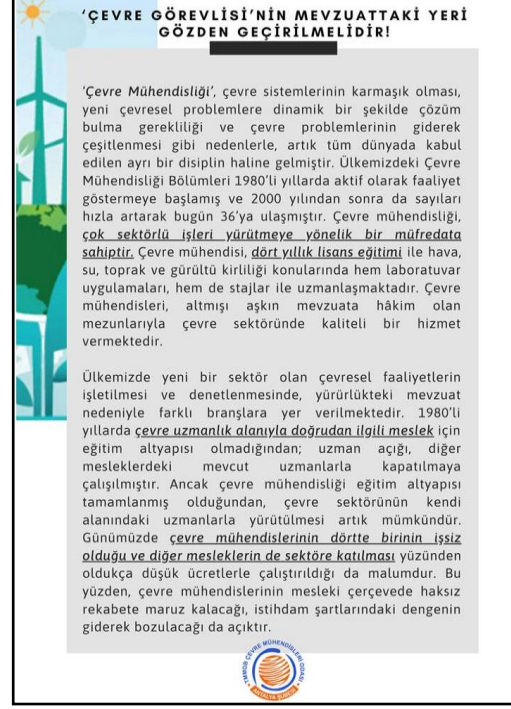 ‘ÇEVRE GÖREVLİSİ’NİN MEVZUATTAKİ YERİ
GÖZDEN GEÇİRİLMELİDİR!
‘Çevre Mühendisliği’, çevre sistemlerinin karmaşık olması,
yeni çevresel problemlere dinamik bir şekilde çözüm
bulma gerekliliği ve çevre problemlerinin giderek
çeşitlenmesi gibi nedenlerle, artık tüm dünyada kabul
edilen ayrı bir disiplin haline gelmiştir. Ülkemizdeki Çevre
Mühendisliği Bölümleri 1980’li yıllarda aktif olarak faaliyet
göstermeye başlamış ve 2000 yılından sonra da sayıları
hızla artarak bugün 36’ya ulaşmıştır. Çevre mühendisliği,
çok sektörlü işleri yürütmeye yönelik bir müfredata
sahiptir. Çevre mühendisi, dört yıllık lisans eğitimi ile hava,
su, toprak ve gürültü kirliliği konularında hem laboratuvar
uygulamaları, hem de stajlar ile uzmanlaşmaktadır. Çevre
mühendisleri, altmışı aşkın mevzuata hâkim olan
mezunlarıyla çevre sektöründe kaliteli bir hizmet
vermektedir.
Ülkemizde yeni bir sektör olan çevresel faaliyetlerin
işletilmesi ve denetlenmesinde, yürürlükteki mevzuat
nedeniyle farklı branşlara yer verilmektedir. 1980’li
yıllarda çevre uzmanlık alanıyla doğrudan ilgili meslek için
eğitim altyapısı olmadığından; uzman açığı, diğer
mesleklerdeki mevcut uzmanlarla kapatılmaya
çalışılmıştır. Ancak çevre mühendisliği eğitim altyapısı
tamamlanmış olduğundan, çevre sektörünün kendi
alanındaki uzmanlarla yürütülmesi artık mümkündür.
Günümüzde çevre mühendislerinin dörtte birinin işsiz
olduğu ve diğer mesleklerin de sektöre katılması yüzünden
oldukça düşük ücretlerle çalıştırıldığı da malumdur. Bu
yüzden, çevre mühendislerinin mesleki çerçevede haksız
rekabete maruz kalacağı, istihdam şartlarındaki dengenin
giderek bozulacağı da açıktır.
TMMOB ÇEVRE MÜHENDİSLERİ ODASI
ANTALYA ŞUBESİ